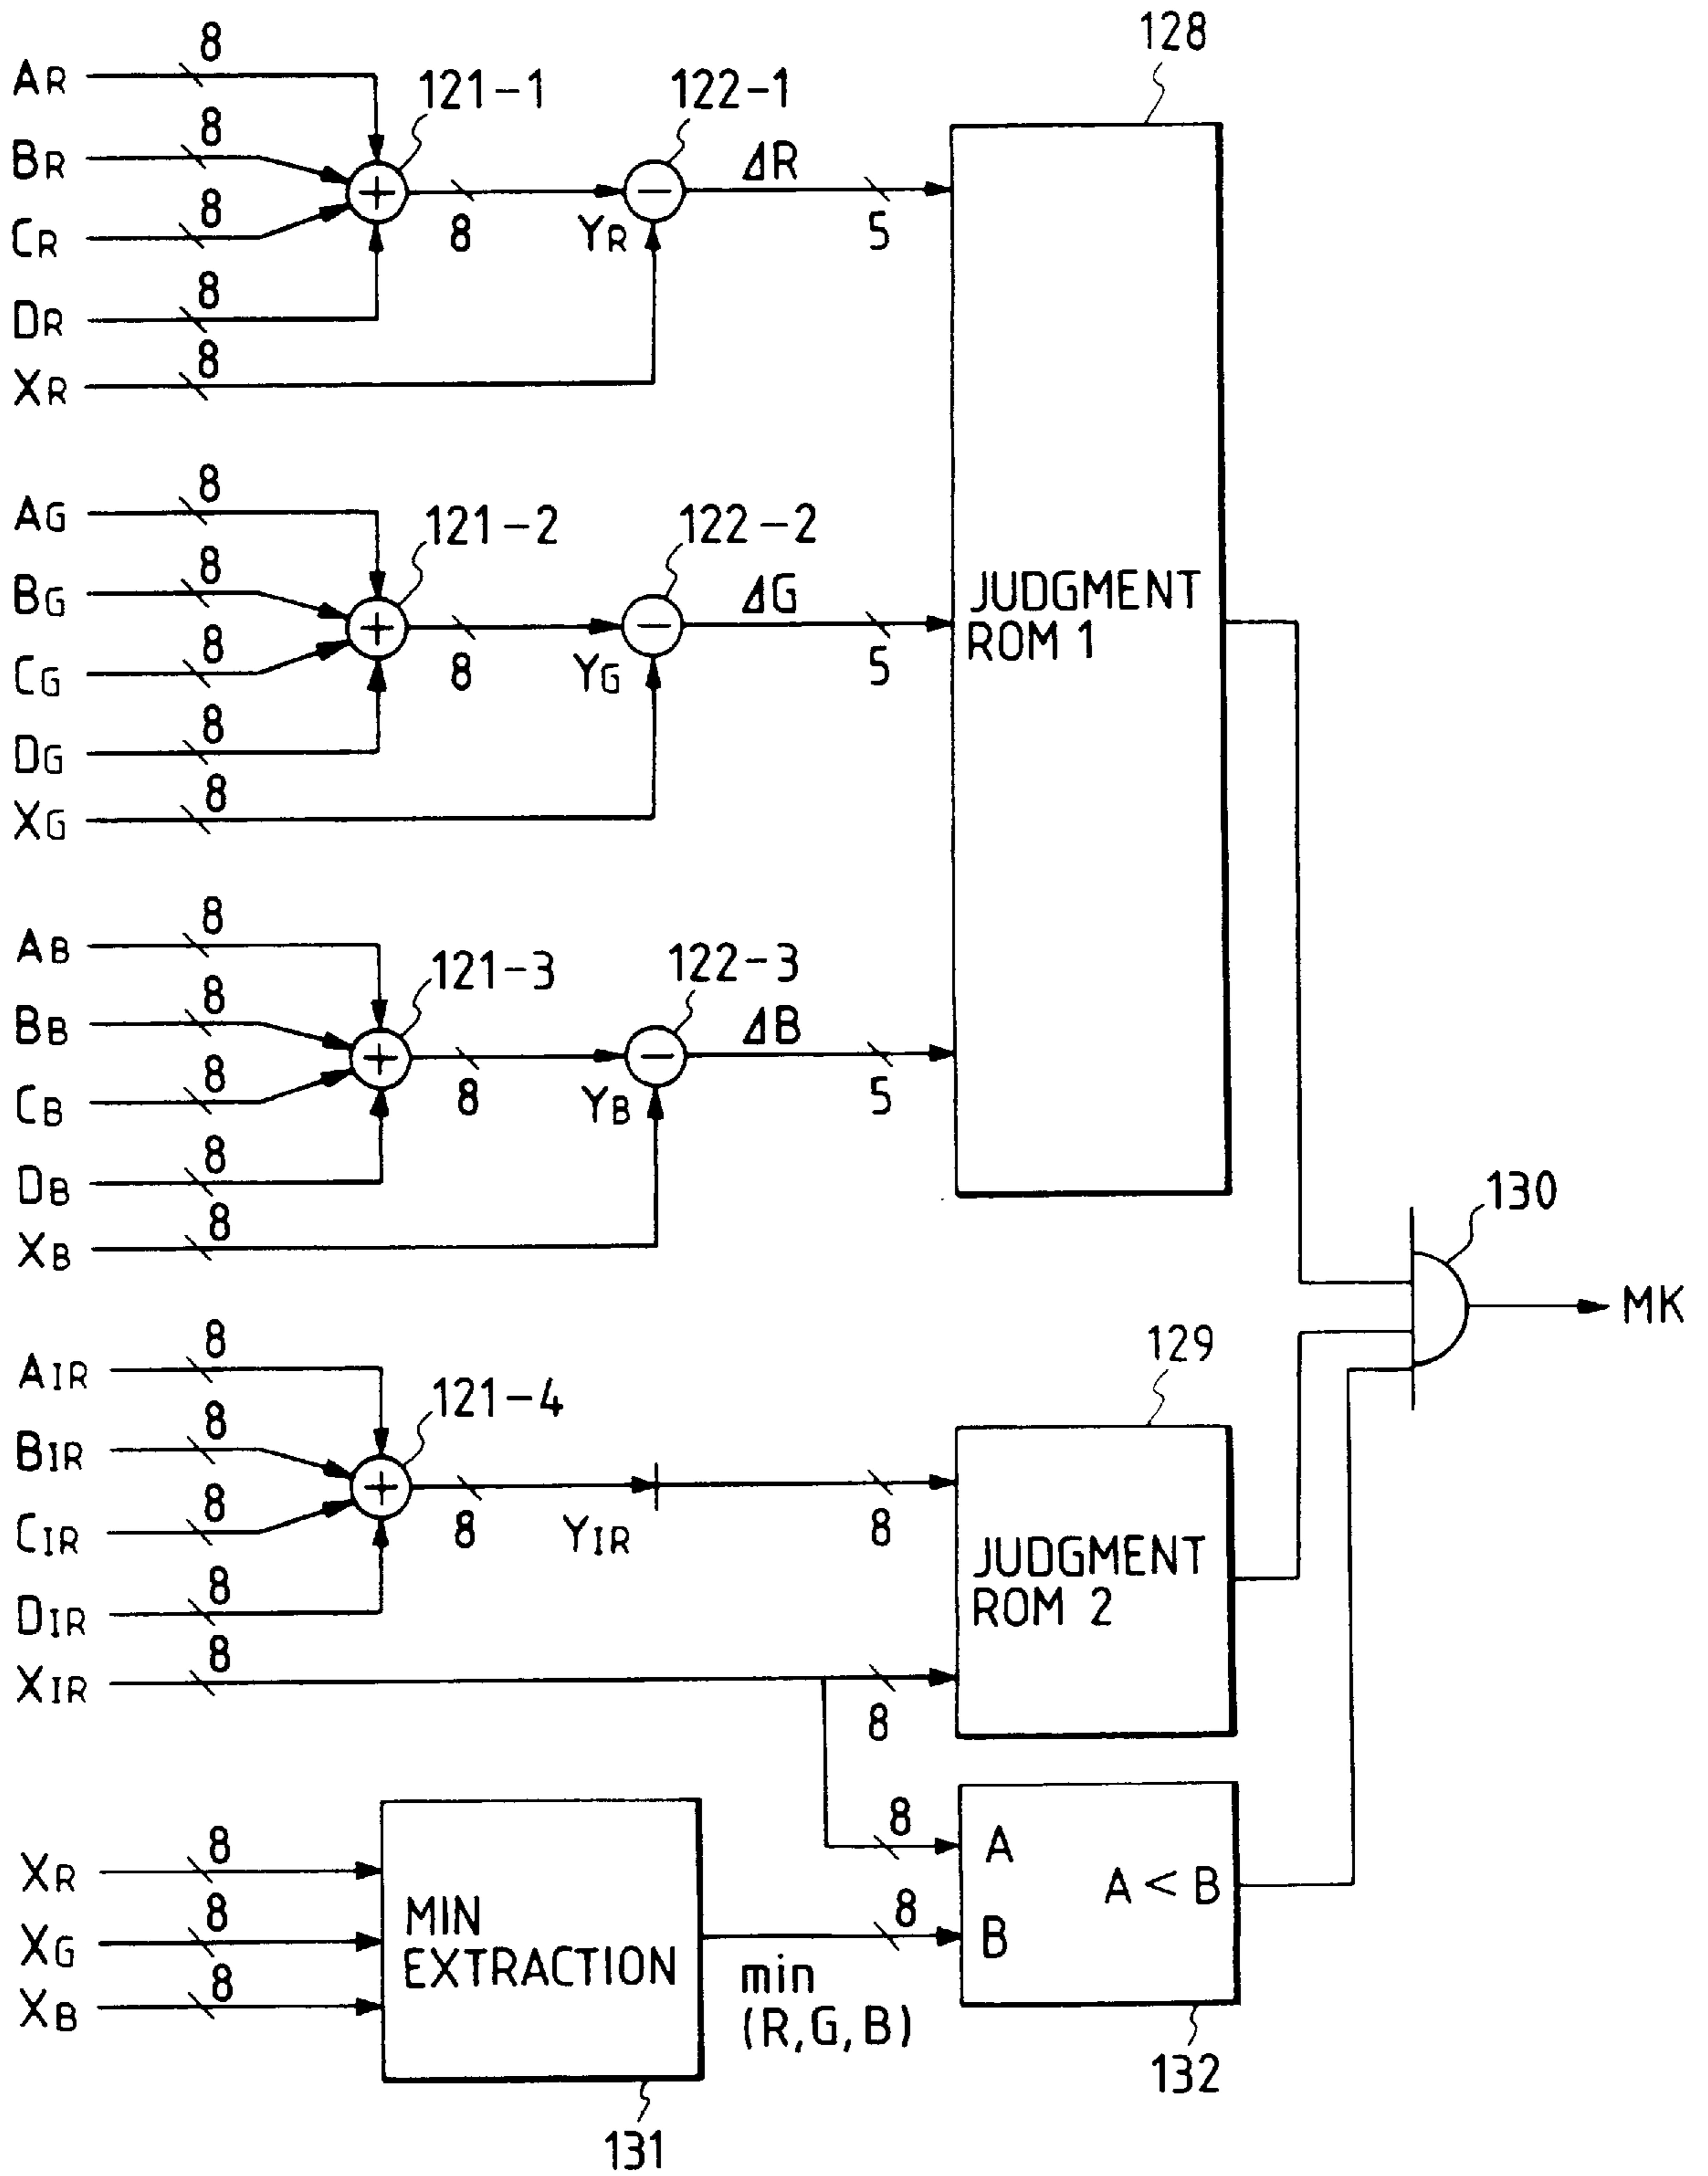 128
8
AR
121-1
122-1
8
BR
ΔR
8
CR
8
YR
5
8
DR
8
XR
8
AG
121-2
122-2
8
BG
ΔG
JUDGMENT
ROM 1
8
CG
8
YG
5
8
DG
8
XG
8
AB
121-3
122-3
8
BB
ΔB
8
CB
8
YB
5
8
DB
8
XB
130
MK
8
AIR
121-4
129
8
BIR
8
CIR
8
YIR
8
JUDGMENT
ROM 2
8
DIR
8
XIR
8
8
A
A < B
8
XR
8
B
8
XG
MIN
EXTRACTION
min
(R,G,B)
8
XB
132
131